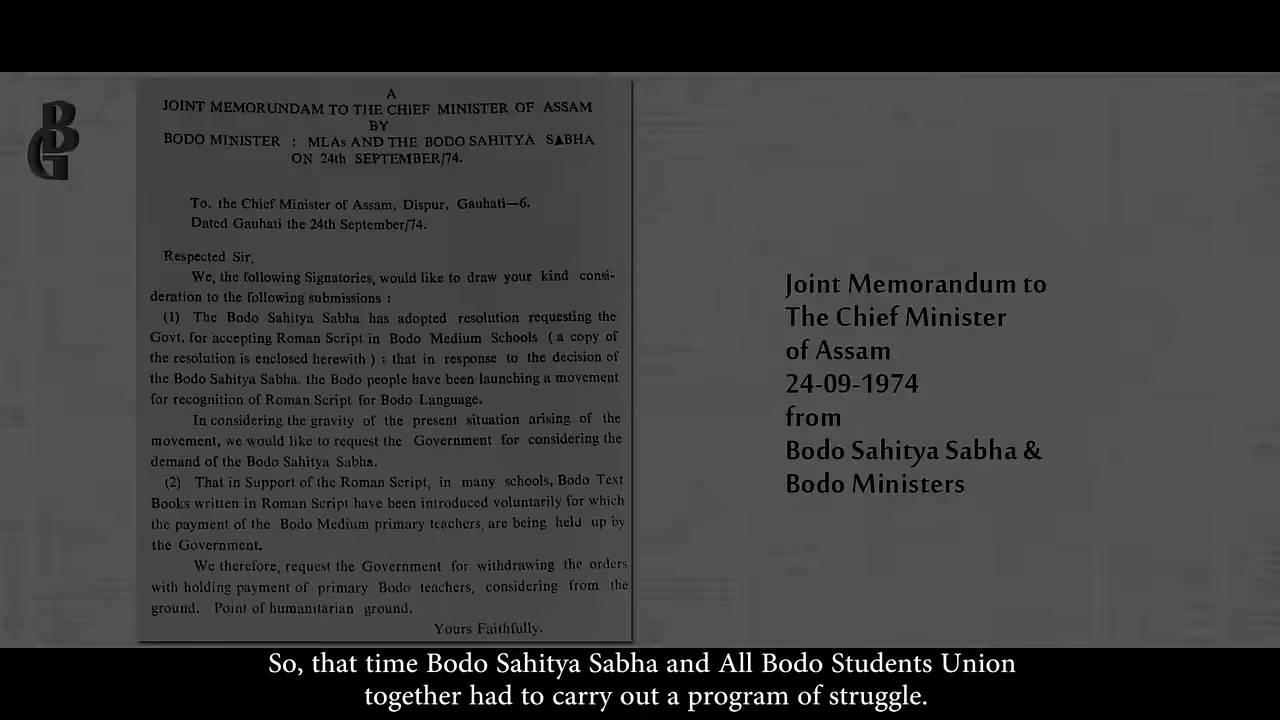 BG
A
JOINT MEMORUNDAM TO THE CHIEF MINISTER OF ASSAM
BY
BODO MINISTER : MLAs AND THE BODO SAHITYA SABHA
ON 24th SEPTEMBER/74.
To. the Chief Minister of Assam, Dispur, Gauhati—6.
Dated Gauhati the 24th September/74.
Respected Sir,
We, the following Signatories, would like to draw your kind consi-
deration to the following submissions :
(1) The Bodo Sahitya Sabha has adopted resolution requesting the
Govt. for accepting Roman Script in Bodo Medium Schools ( a copy of
the resolution is enclosed herewith ) : that in response to the decision of
the Bodo Sahitya Sabha. the Bodo people have been launching a movement
for recognition of Roman Script for Bodo Language.
In considering the gravity of the present situation arising of the
movement, we would like to request the Government for considering the
demand of the Bodo Sahitya Sabha.
(2) That in Support of the Roman Script, in many schools, Bodo Text
Books written in Roman Script have been introduced voluntarily for which
the payment of the Bodo Medium primary teachers, are being held up by
the Government.
We therefore, request the Government for withdrawing the orders
with holding payment of primary Bodo teachers, considering from the
ground. Point of humanitarian ground.
Yours Faithfully.
Joint Memorandum to
The Chief Minister
of Assam
24-09-1974
from
Bodo Sahitya Sabha &
Bodo Ministers
So, that time Bodo Sahitya Sabha and All Bodo Students Union
together had to carry out a program of struggle.